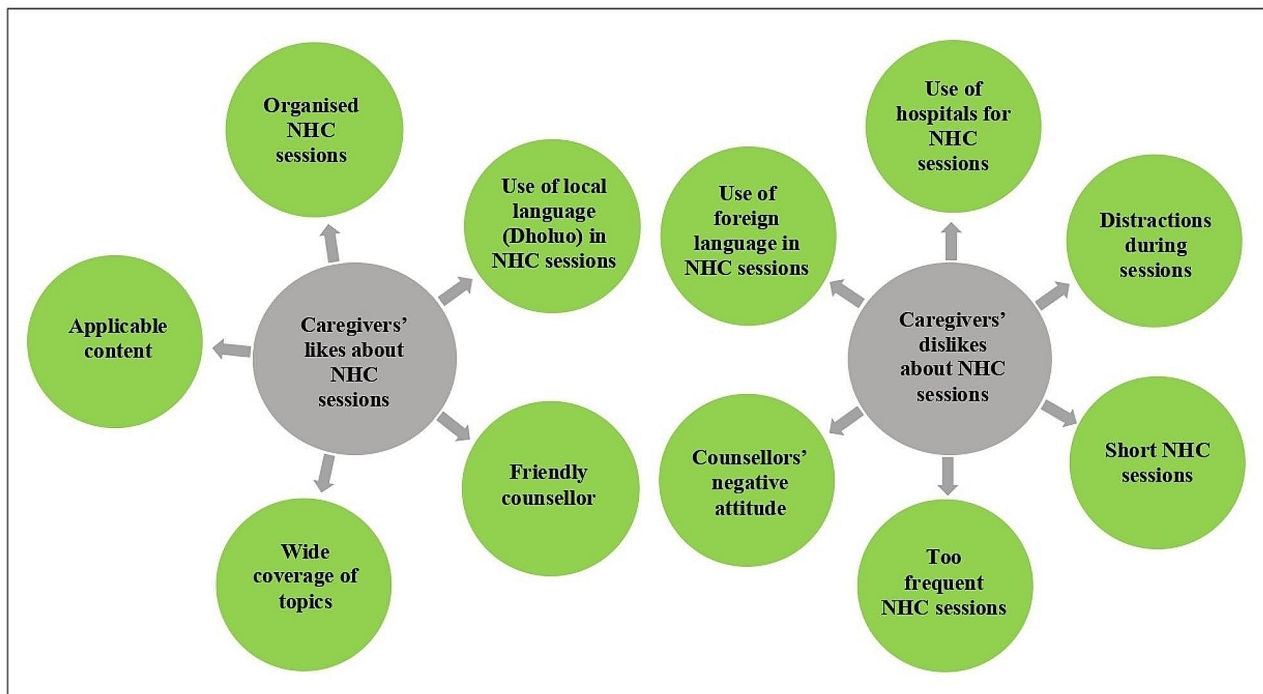 Organised
NHC
sessions
Use of local
language
(Dholuo) in
NHC sessions
Applicable
content
Caregivers’
likes about
NHC
sessions
Friendly
counsellor
Wide
coverage of
topics
Use of
hospitals for
NHC
sessions
Use of
foreign
language in
NHC sessions
Distractions
during
sessions
Caregivers’
dislikes
about NHC
sessions
Counsellors’
negative
attitude
Short NHC
sessions
Too
frequent
NHC sessions